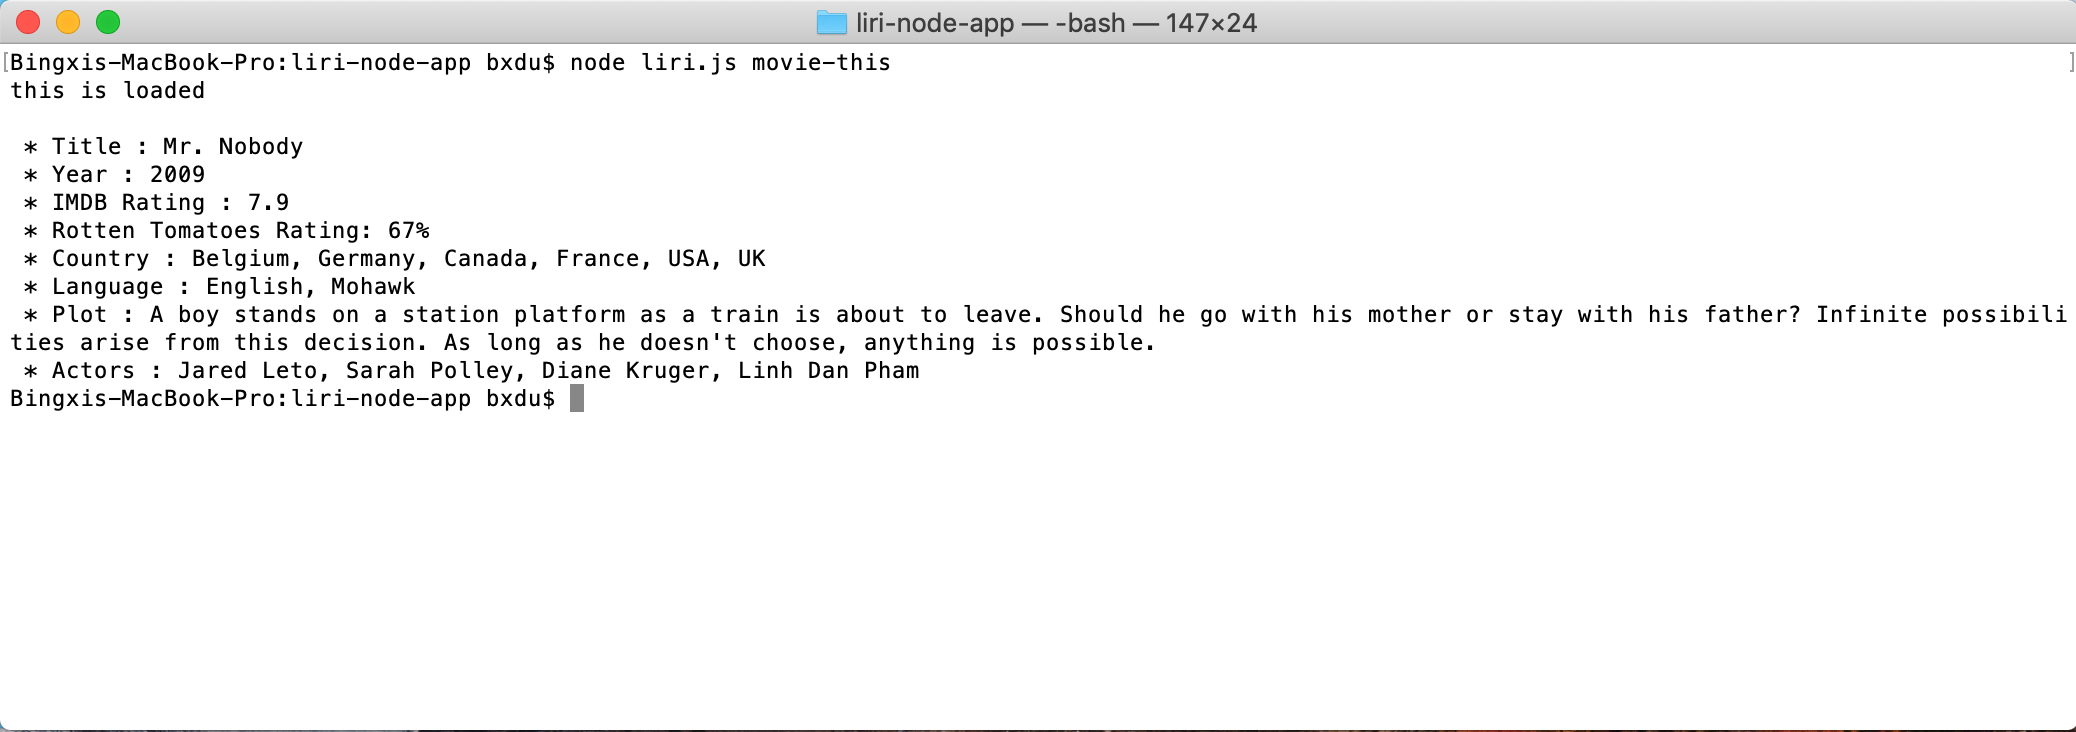 liri-node-app — -bash — 147×24
[Bingxis-MacBook-Pro:liri-node-app bxdu$ node liri.js movie-this ]
this is loaded
* Title : Mr. Nobody
* Year : 2009
* IMDB Rating : 7.9
* Rotten Tomatoes Rating: 67%
* Country : Belgium, Germany, Canada, France, USA, UK
* Language : English, Mohawk
* Plot : A boy stands on a station platform as a train is about to leave. Should he go with his mother or stay with his father? Infinite possibili
ties arise from this decision. As long as he doesn't choose, anything is possible.
* Actors : Jared Leto, Sarah Polley, Diane Kruger, Linh Dan Pham
Bingxis-MacBook-Pro:liri-node-app bxdu$